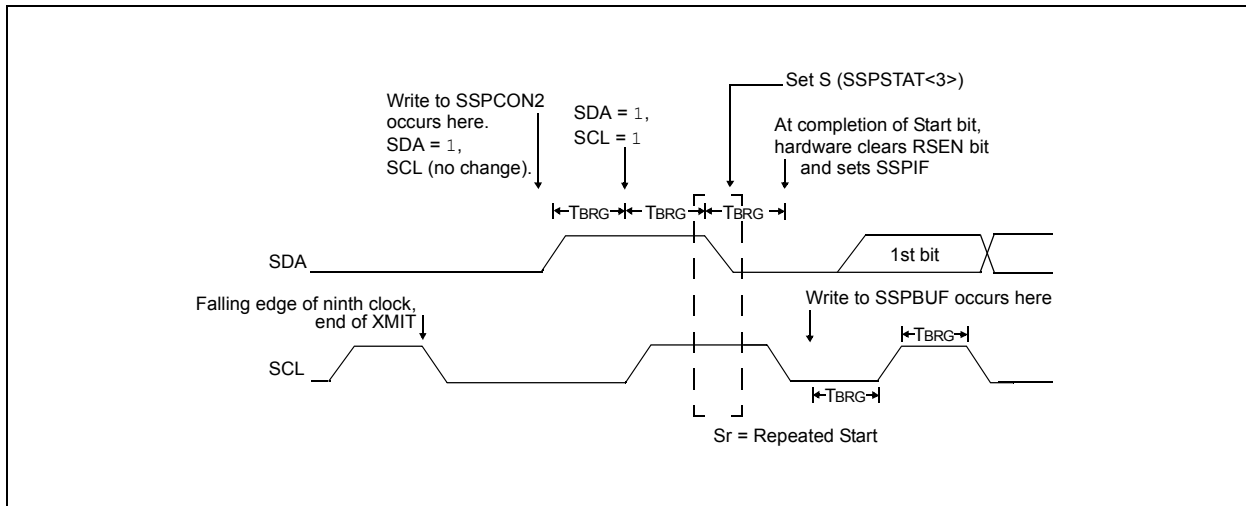 Set S (SSPSTAT<3>)
Write to SSPCON2
occurs here.
SDA = 1,
SCL (no change).
SDA = 1,
SCL = 1
At completion of Start bit,
hardware clears RSEN bit
and sets SSPIF
TBRG
TBRG
TBRG
SDA
1st bit
Falling edge of ninth clock,
end of XMIT
Write to SSPBUF occurs here
TBRG
SCL
TBRG
Sr = Repeated Start